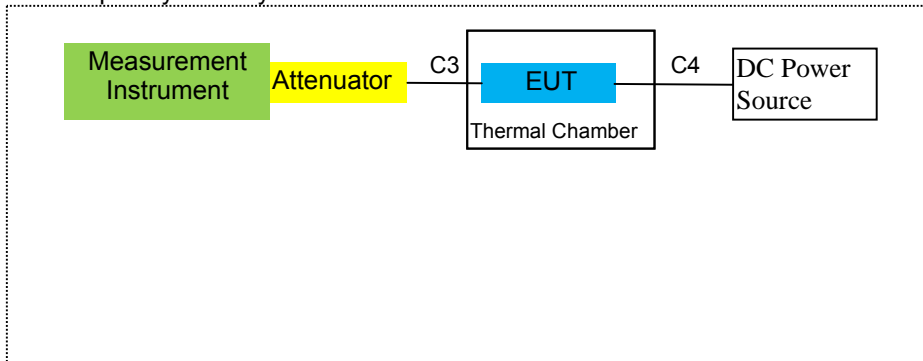 Measurement
Instrument
Attenuator
C3
EUT
Thermal Chamber
C4
DC Power
Source